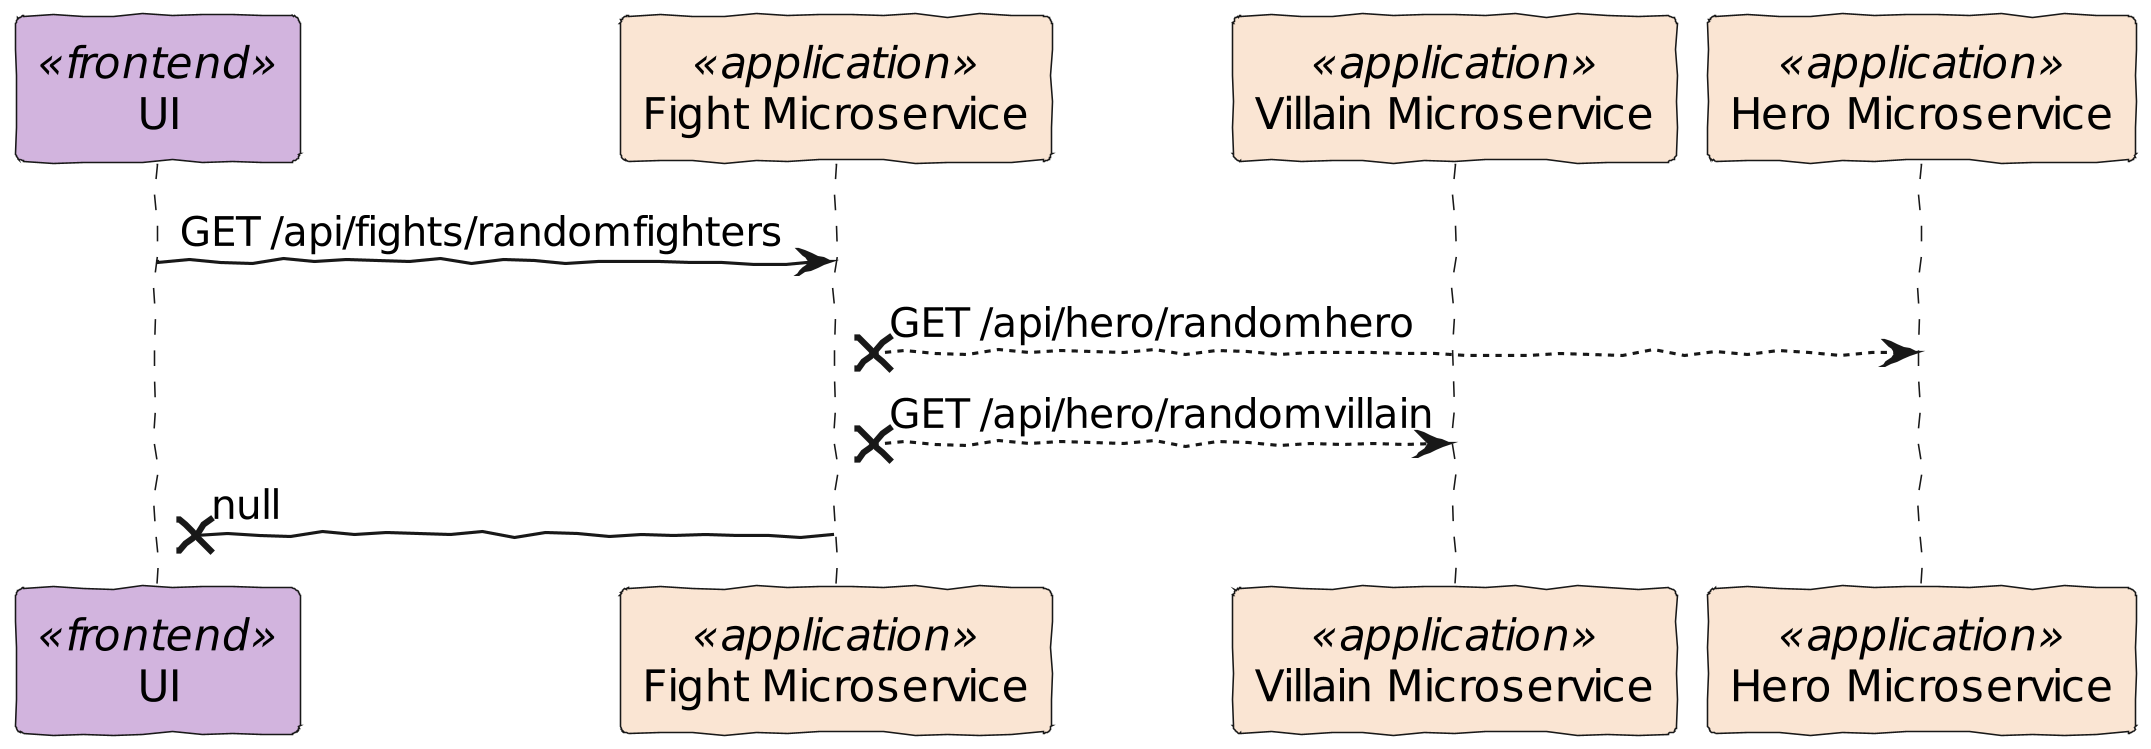 «frontend»
UI
«application»
Fight Microservice
«application»
Villain Microservice
«application»
Hero Microservice
GET /api/fights/randomfighters
GET /api/hero/randomhero
GET /api/hero/randomvillain
null
«frontend»
UI
«application»
Fight Microservice
«application»
Villain Microservice
«application»
Hero Microservice